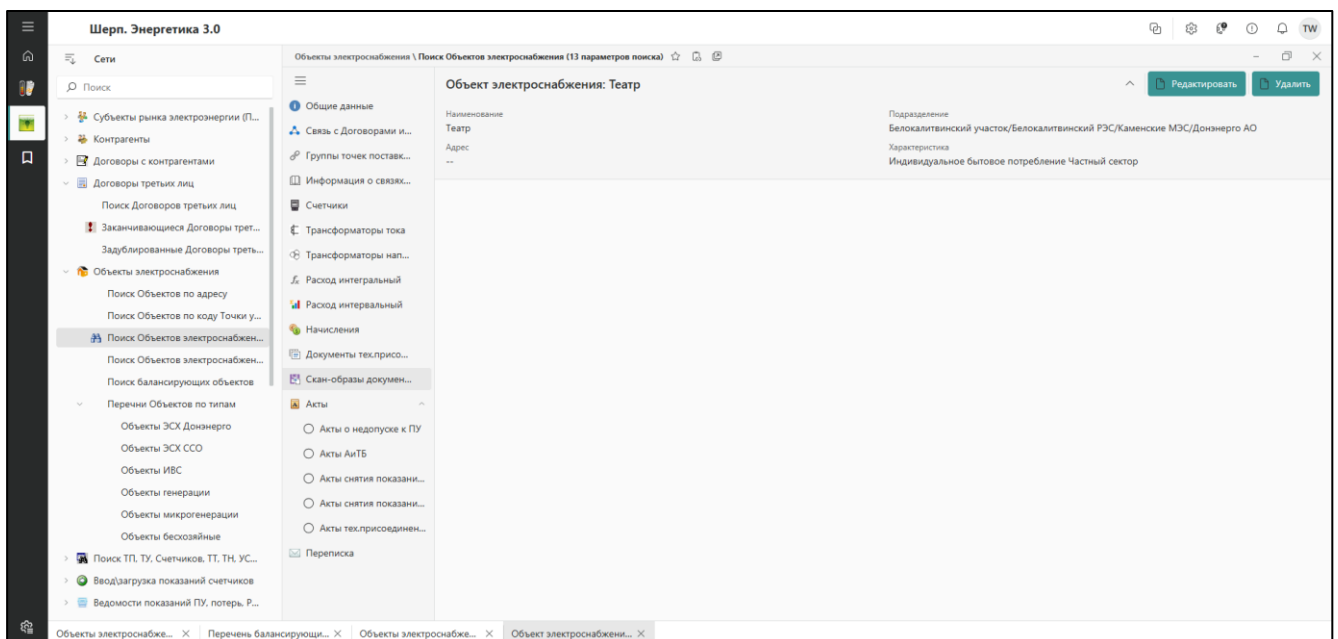 Шерп. Энергетика 3.0
TW
Сети
Поиск
Субъекты рынка электроэнергии (П...
Контрагенты
Договоры с контрагентами
Договоры третьих лиц
Поиск Договоров третьих лиц
Заканчивающиеся Договоры трет...
Задублированные Договоры треть...
Объекты электроснабжения
Поиск Объектов по адресу
Поиск Объектов по коду Точки у...
Поиск Объектов электроснабжен...
Поиск Объектов электроснабжен...
Поиск балансирующих объектов
Перечни Объектов по типам
Объекты ЭСХ Донэнерго
Объекты ЭСХ ССО
Объекты ИВС
Объекты генерации
Объекты микрогенерации
Объекты бесхозяйные
Поиск ТП, ТУ, Счетчиков, ТТ, ТН, УС...
Ввод\загрузка показаний счетчиков
Ведомости показаний ПУ, потерь, Р...
Объекты электроснабжения \ Поиск Объектов электроснабжения (13 параметров поиска)
Общие данные
Связь с Договорами и...
Группы точек поставк...
Информация о связях...
Счетчики
Трансформаторы тока
Трансформаторы нап...
Расход интегральный
Расход интервальный
Начисления
Документы тех.присо...
Скан-образы докумен...
Акты
Акты о недопуске к ПУ
Акты АиТБ
Акты снятия показани...
Акты снятия показани...
Акты тех.присоединен...
Переписка
Объект электроснабжения: Театр
Редактировать
Удалить
Наименование
Театр
Адрес
--
Подразделение
Белокалитвинский участок/Белокалитвинский РЭС/Каменские МЭС/Донэнерго АО
Характеристика
Индивидуальное бытовое потребление Частный сектор
Объекты электроснабже...
Перечень балансирующи...
Объекты электроснабже...
Объект электроснабжени...